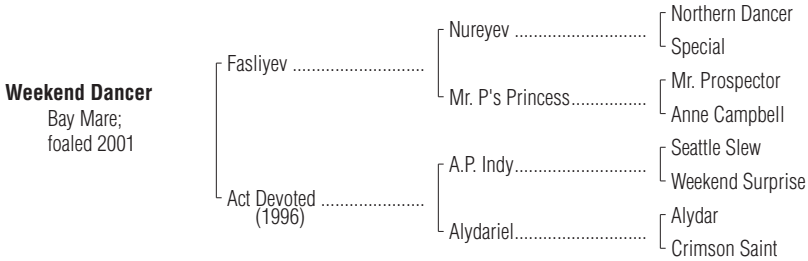 Northern Dancer
Nureyev ............................
Special
Fasliyev ............................
Mr. Prospector
Mr. P's Princess................
Anne Campbell
Weekend Dancer
Bay Mare;
foaled 2001
Seattle Slew
A.P. Indy............................
Weekend Surprise
Act Devoted ......................
(1996)
Alydar
Alydariel............................
Crimson Saint